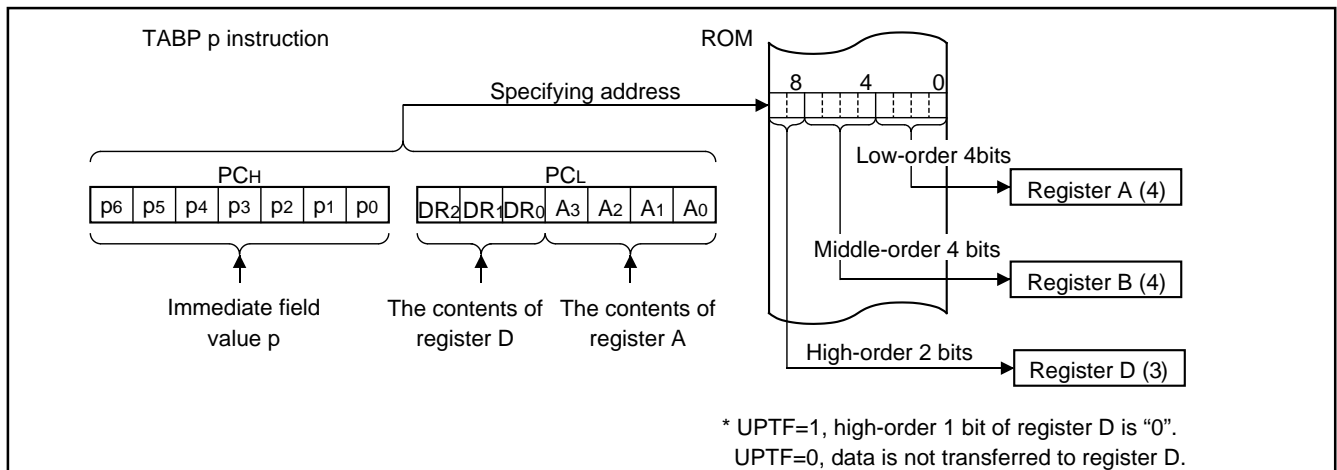 TABP p instruction
ROM
8 4 0
Specifying address
Low-order 4bits
PCH PCL
p6 p5 p4 p3 p2 p1 p0 DR2 DR1 DR0 A3 A2 A1 A0
Register A (4)
Middle-order 4 bits
Register B (4)
Immediate field
value p
The contents of
register D
The contents of
register A
High-order 2 bits
Register D (3)
* UPTF=1, high-order 1 bit of register D is “0”.
UPTF=0, data is not transferred to register D.